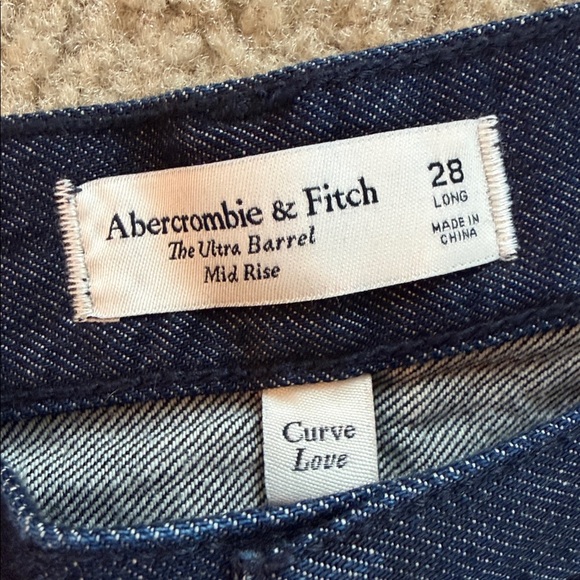 Abercrombie & Fitch
The Ultra Barrel
Mid Rise
28
LONG
MADE IN
CHINA
Curve
Love